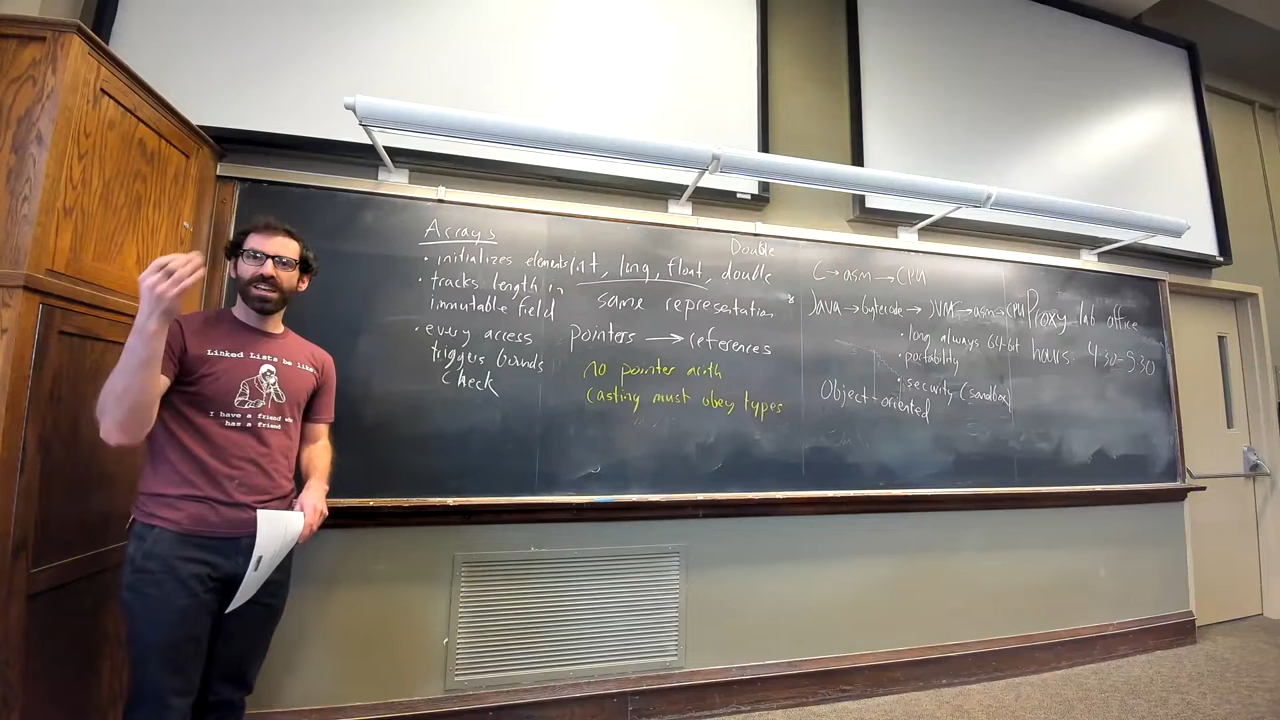 Linked Lists be like
I have a friend who
has a friend
Arrays
• initializes elements
• tracks length in
immutable field
• every access
triggers bounds
check
Double
int, long, float, double
same representation
pointers → references
no pointer arith
Casting must obey types
C → asm → CPU
Java → bytecode → JVM → asm → CPU
• long always 64-bit
• portability
• security (sandbox)
Object-oriented
Proxy lab office
hours: 4:30-5:30